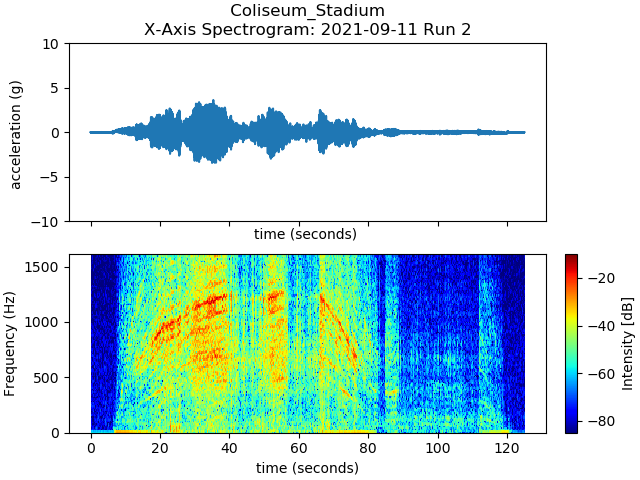 Coliseum_Stadium
X-Axis Spectrogram: 2021-09-11 Run 2
10
5
0
−5
−10
acceleration (g)
time (seconds)
1500
1000
500
0
Frequency (Hz)
0 20 40 60 80 100 120
time (seconds)
−20
−40
−60
−80
Intensity [dB]